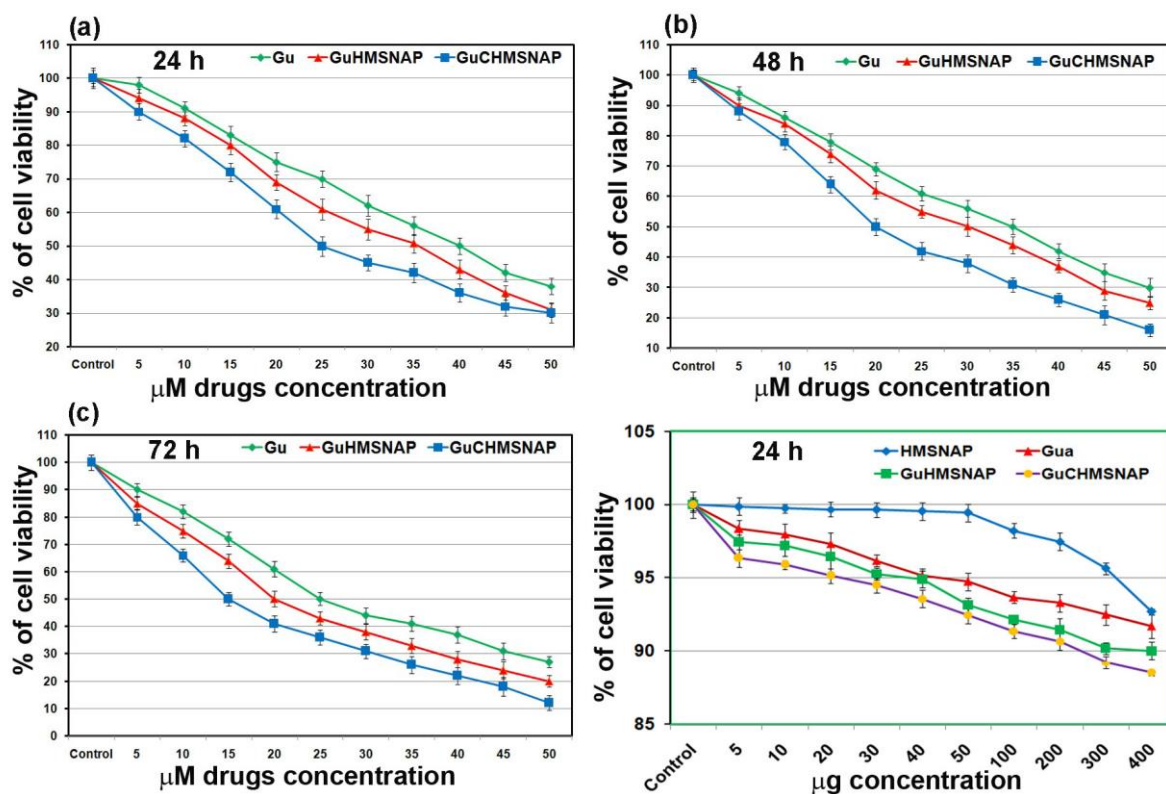 (a)
24 h
Gu GuHMSNAP GuCHMSNAP
% of cell viability
110
100
90
80
70
60
50
40
30
20
Control 5 10 15 20 25 30 35 40 45 50
μM drugs concentration
(b)
48 h
Gu GuHMSNAP GuCHMSNAP
% of cell viability
110
100
90
80
70
60
50
40
30
20
10
Control 5 10 15 20 25 30 35 40 45 50
μM drugs concentration
(c)
72 h
Gu GuHMSNAP GuCHMSNAP
% of cell viability
110
100
90
80
70
60
50
40
30
20
10
0
Control 5 10 15 20 25 30 35 40 45 50
μM drugs concentration
24 h
HMSNAP Gua
GuHMSNAP GuCHMSNAP
% of cell viability
105
100
95
90
85
Control 5 10 20 30 40 50 100 200 300 400
μg concentration